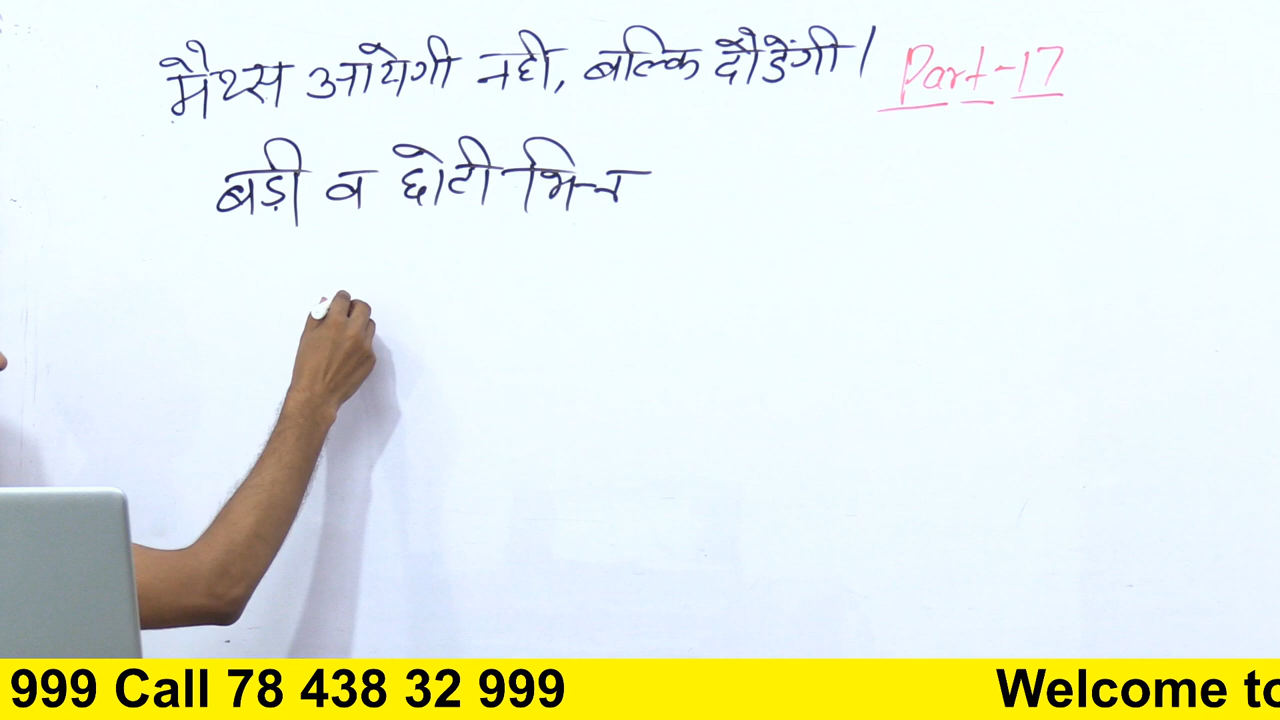 मैथ्स आयेगी नही, बल्कि दौडेंगी। Part-17
बड़ी व छोटी भिन्न
999 Call 78 438 32 999 Welcome to